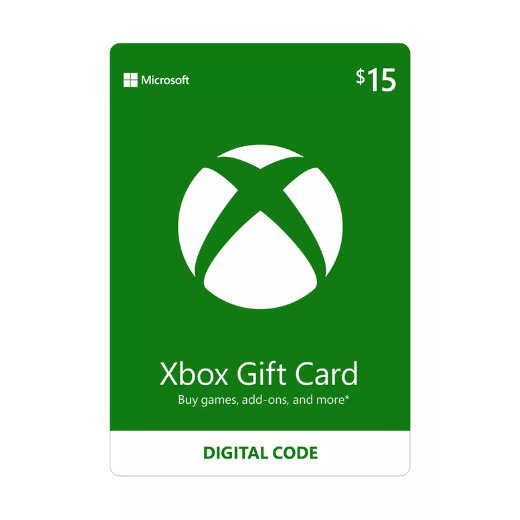 Microsoft
$15
Xbox Gift Card
Buy games, add-ons, and more*
DIGITAL CODE